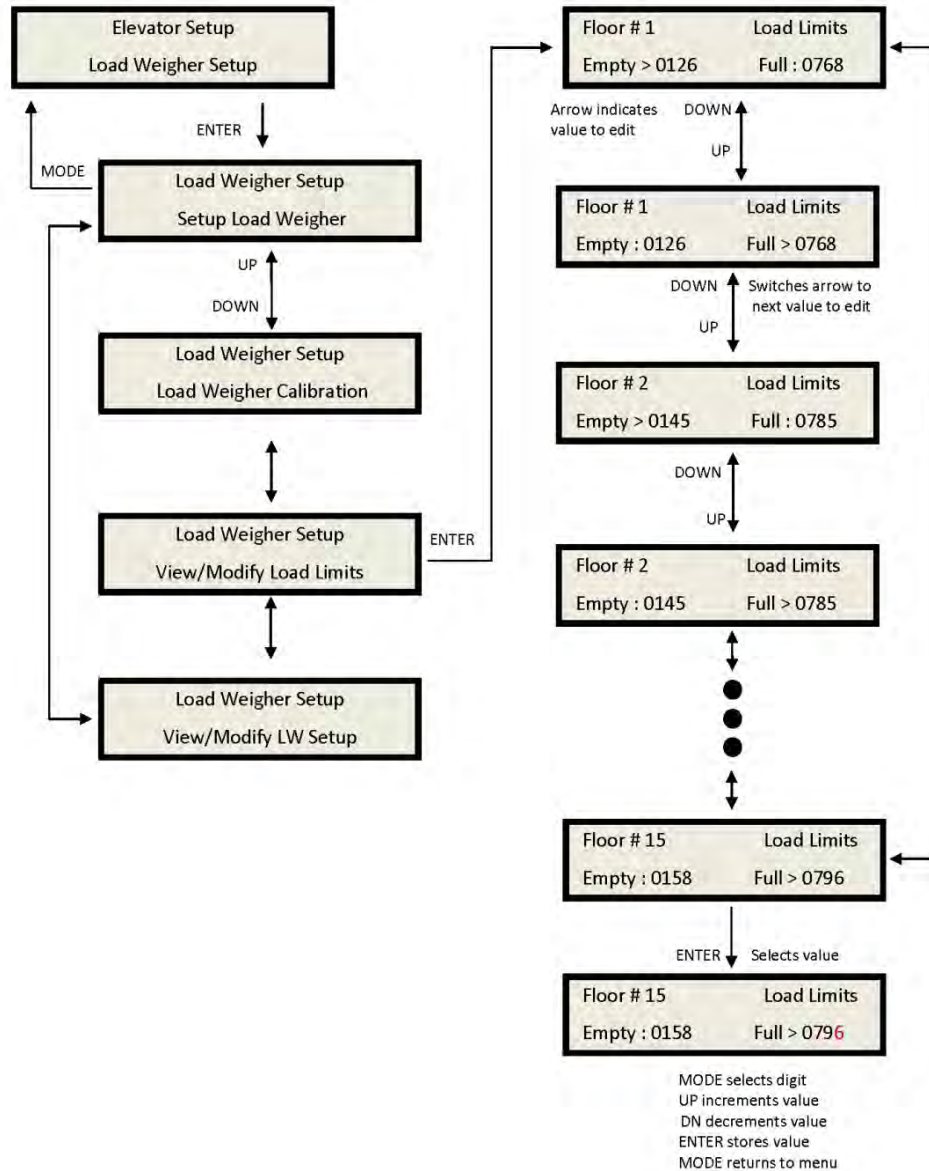 Elevator Setup
Load Weigher Setup
ENTER
MODE
Load Weigher Setup
Setup Load Weigher
UP
DOWN
Load Weigher Setup
Load Weigher Calibration
Load Weigher Setup
View/Modify Load Limits
ENTER
Load Weigher Setup
View/Modify LW Setup
Floor # 1 Load Limits
Empty > 0126 Full : 0768
Arrow indicates
value to edit
DOWN
UP
Floor # 1 Load Limits
Empty : 0126 Full > 0768
DOWN
UP
Switches arrow to
next value to edit
Floor # 2 Load Limits
Empty > 0145 Full : 0785
DOWN
UP
Floor # 2 Load Limits
Empty : 0145 Full > 0785
Floor # 15 Load Limits
Empty : 0158 Full > 0796
ENTER Selects value
Floor # 15 Load Limits
Empty : 0158 Full > 0796
MODE selects digit
UP increments value
DN decrements value
ENTER stores value
MODE returns to menu